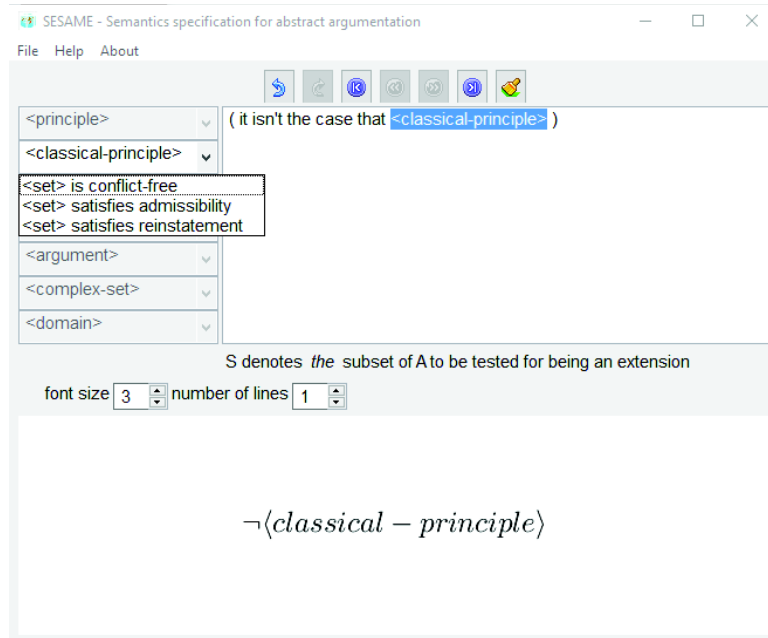 SESAME - Semantics specification for abstract argumentation
File Help About
<principle>
( it isn't the case that <classical-principle> )
<classical-principle>
<set> is conflict-free
<set> satisfies admissibility
<set> satisfies reinstatement
<argument>
<complex-set>
<domain>
S denotes the subset of A to be tested for being an extension
font size 3 number of lines 1
¬⟨classical − principle⟩